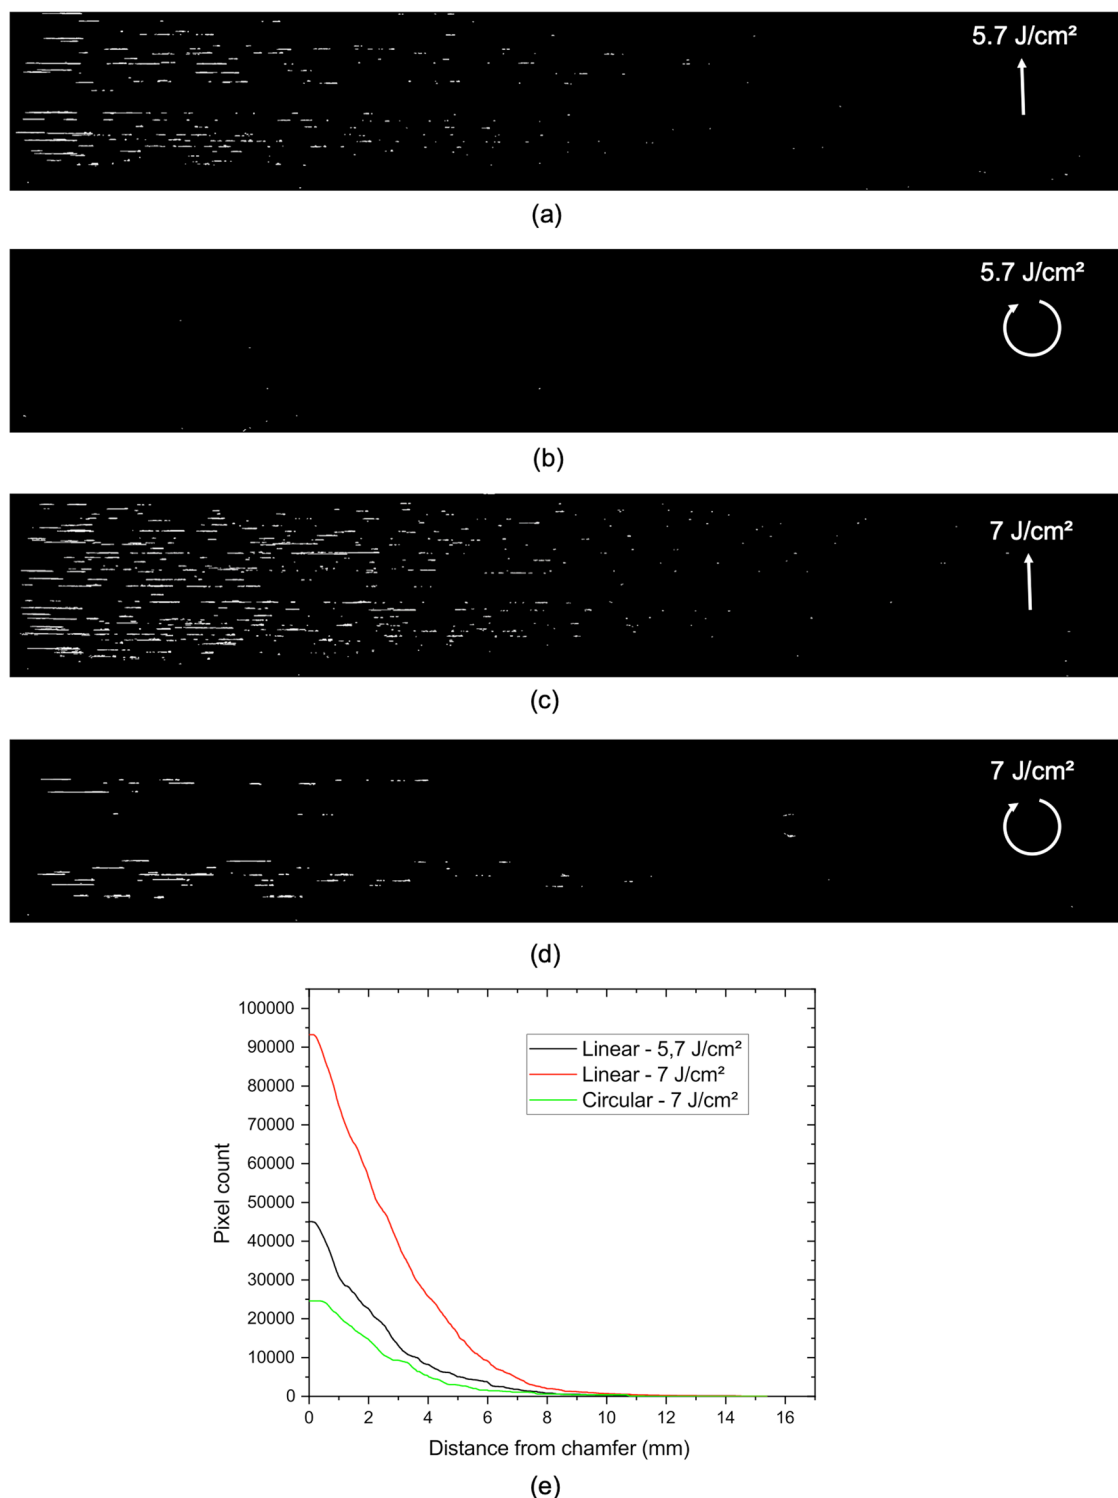 5.7 J/cm²
(a)
5.7 J/cm²
(b)
7 J/cm²
(c)
7 J/cm²
(d)
100000
90000
80000
70000
60000
50000
40000
30000
20000
10000
0
Pixel count
Linear - 5,7 J/cm²
Linear - 7 J/cm²
Circular - 7 J/cm²
0 2 4 6 8 10 12 14 16
Distance from chamfer (mm)
(e)